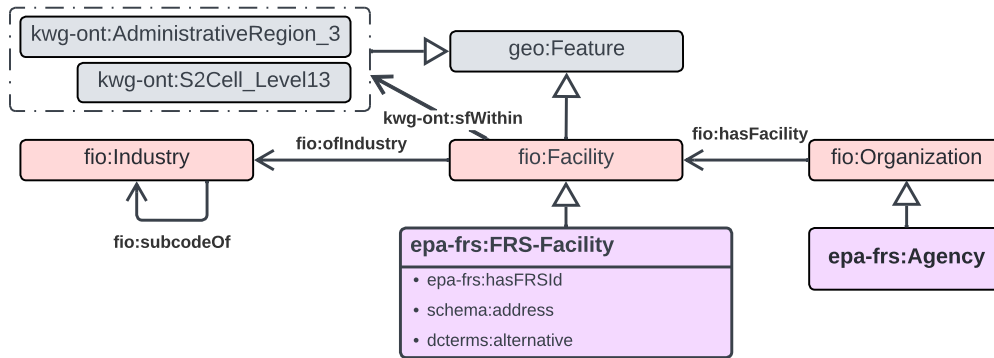 kwg-ont:AdministrativeRegion_3
kwg-ont:S2Cell_Level13
geo:Feature
kwg-ont:sfWithin
fio:hasFacility
fio:Industry
fio:ofIndustry
fio:Facility
fio:Organization
fio:subcodeOf
epa-frs:FRS-Facility
• epa-frs:hasFRSId
• schema:address
• dcterms:alternative
epa-frs:Agency